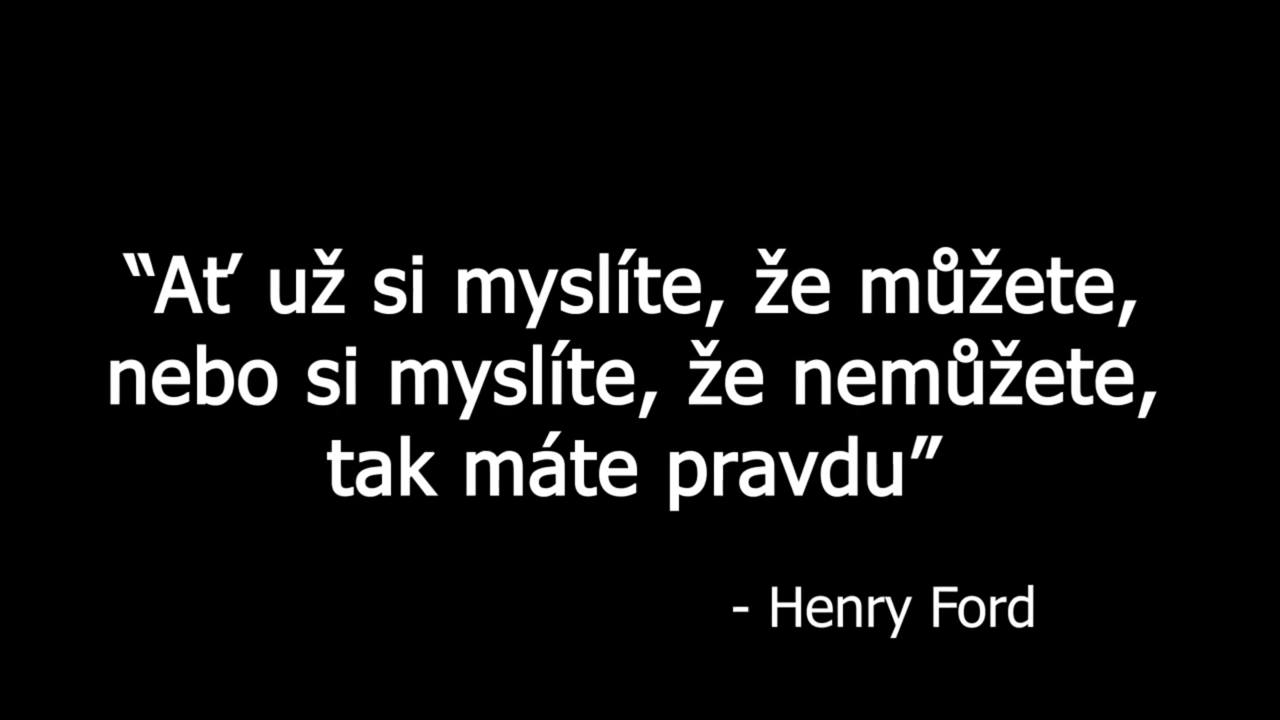 “Ať už si myslíte, že můžete,
nebo si myslíte, že nemůžete,
tak máte pravdu”
- Henry Ford